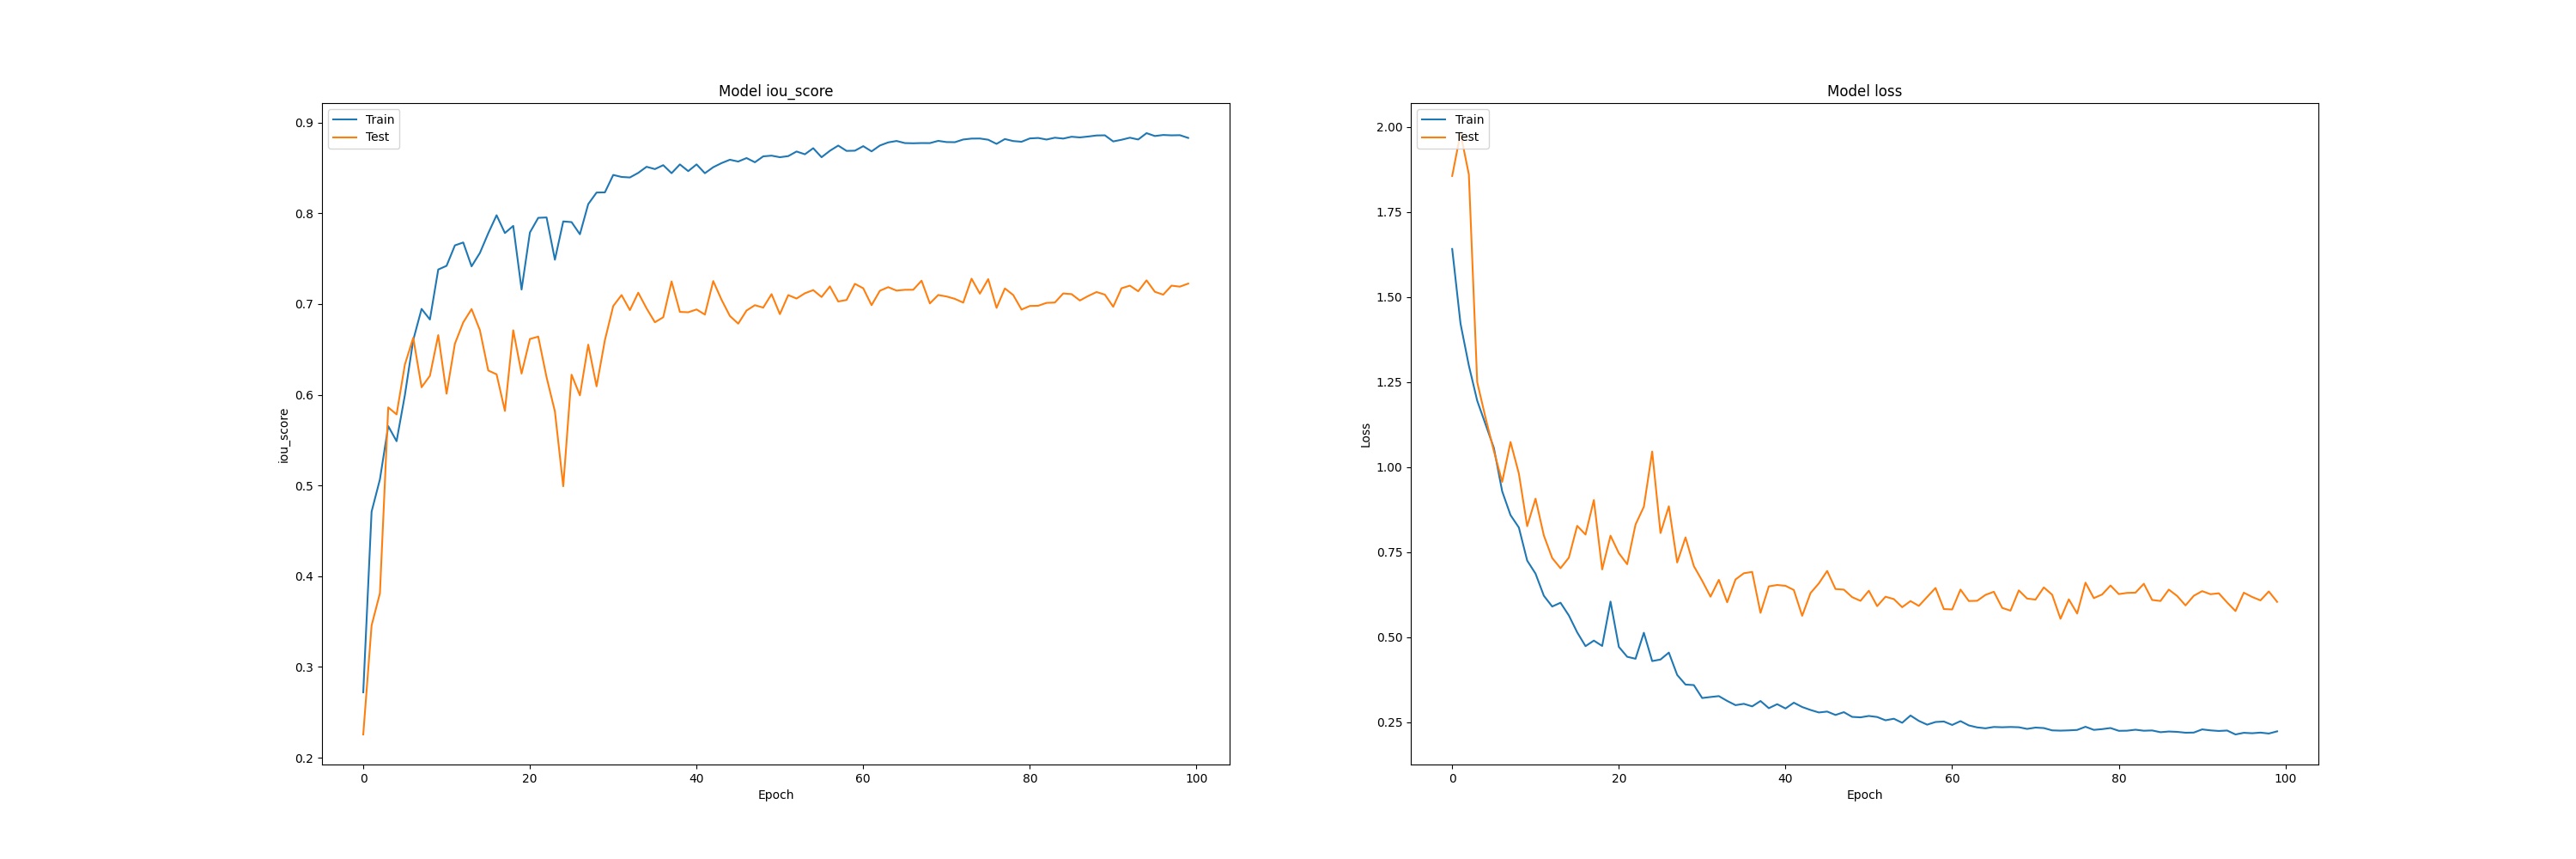 Model iou_score
Train
Test
0.9
0.8
0.7
0.6
0.5
0.4
0.3
0.2
iou_score
0 20 40 60 80 100
Epoch
Model loss
Train
Test
2.00
1.75
1.50
1.25
1.00
0.75
0.50
0.25
Loss
0 20 40 60 80 100
Epoch